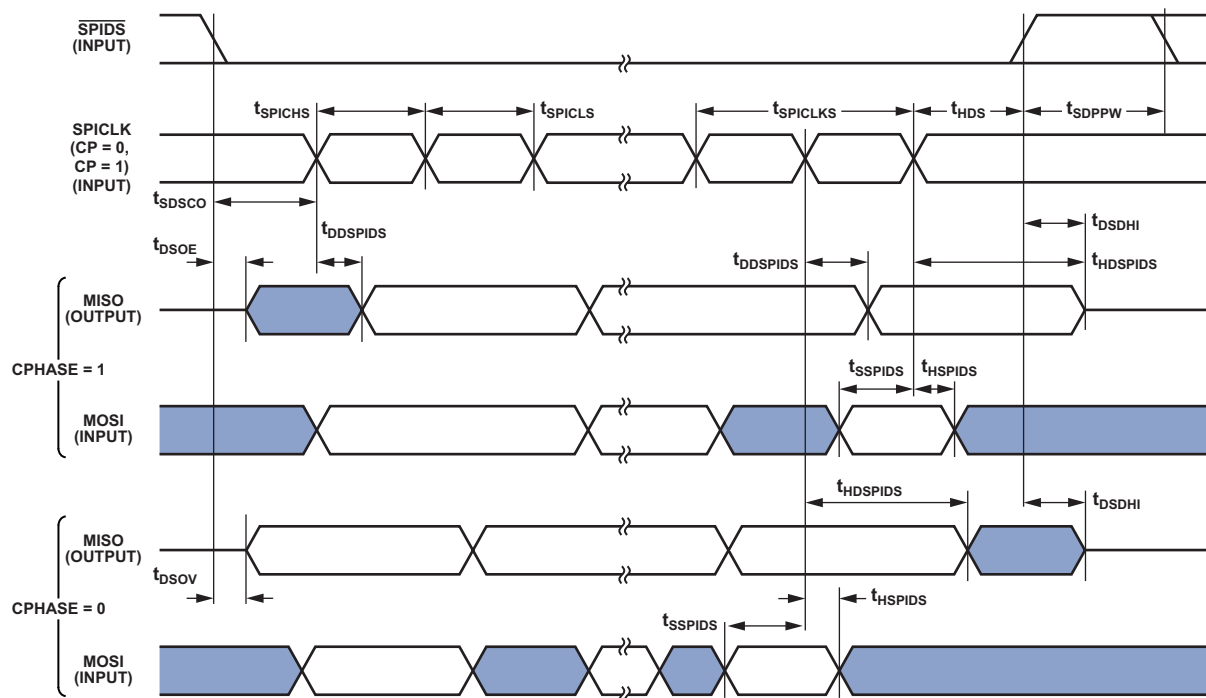 SPIDS
(INPUT)
tSPICHS
tSPICLS
tSPICLKS
tHDS
tSDPPW
SPICLK
(CP = 0,
CP = 1)
(INPUT)
tSDSCO
tDDSPIDS
tDSOE
tDDSPIDS
tDSDHI
tHDSPIDS
MISO
(OUTPUT)
CPHASE = 1
tSSPIDS
tHSPIDS
MOSI
(INPUT)
tHDSPIDS
tDSDHI
MISO
(OUTPUT)
tDSOV
CPHASE = 0
tHSPIDS
tSSPIDS
MOSI
(INPUT)